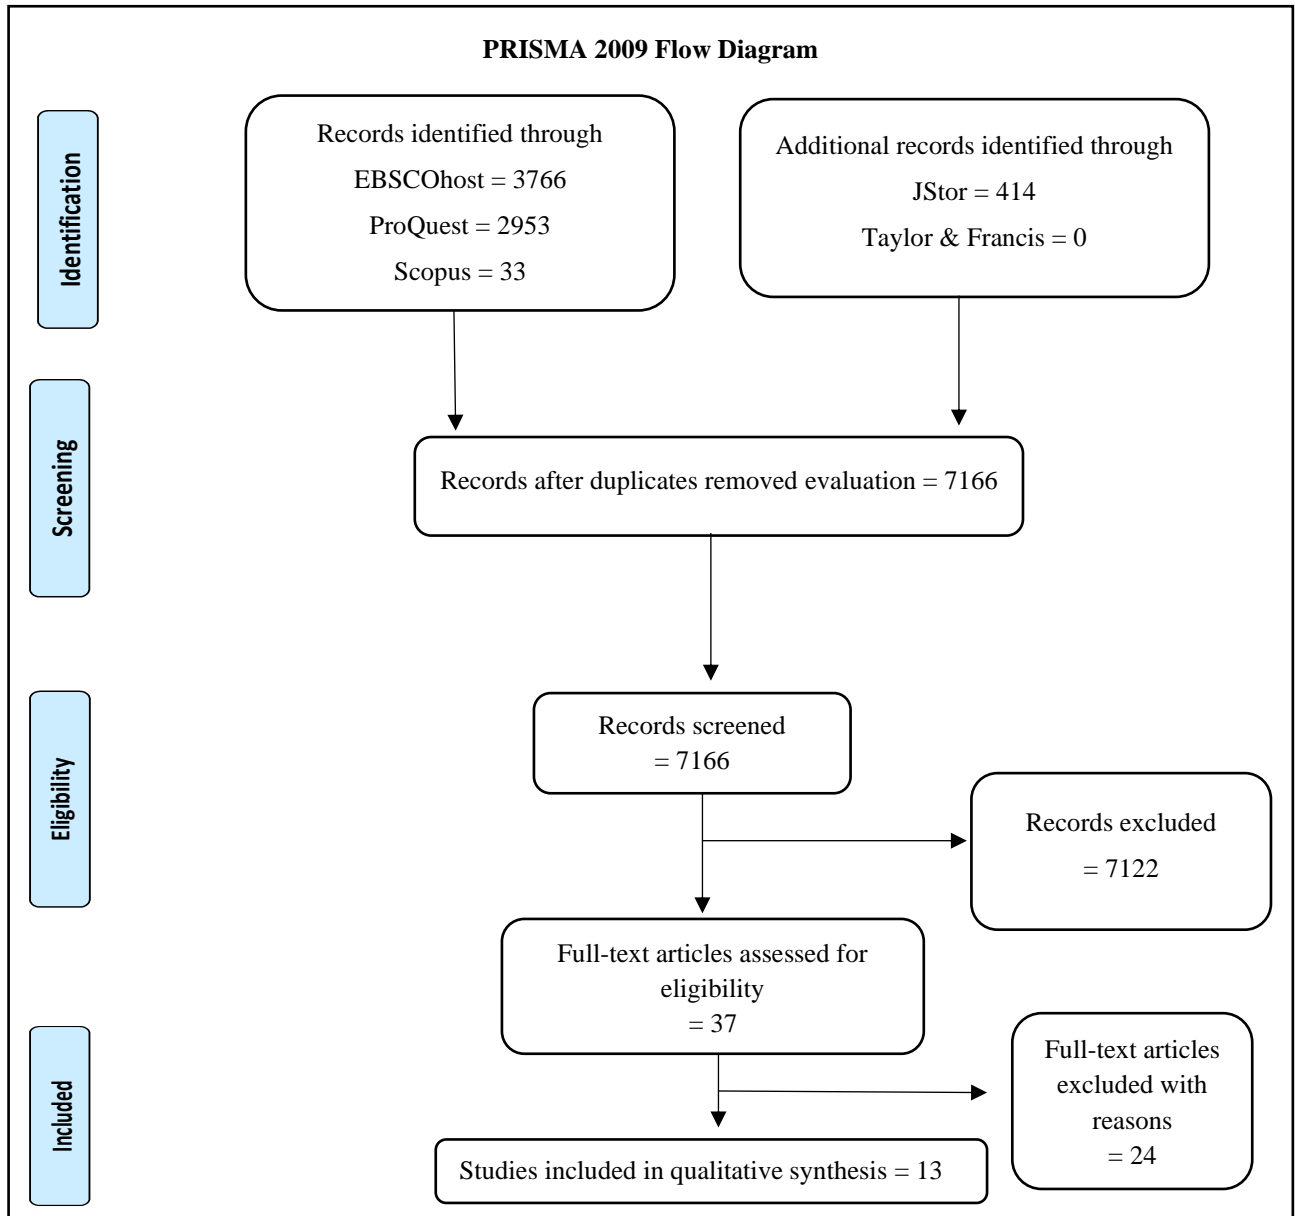 PRISMA 2009 Flow Diagram
Identification
Records identified through
EBSCOhost = 3766
ProQuest = 2953
Scopus = 33
Additional records identified through
JStor = 414
Taylor & Francis = 0
Screening
Records after duplicates removed evaluation = 7166
Eligibility
Records screened
= 7166
Records excluded
= 7122
Full-text articles assessed for
eligibility
= 37
Included
Full-text articles
excluded with
reasons
= 24
Studies included in qualitative synthesis = 13